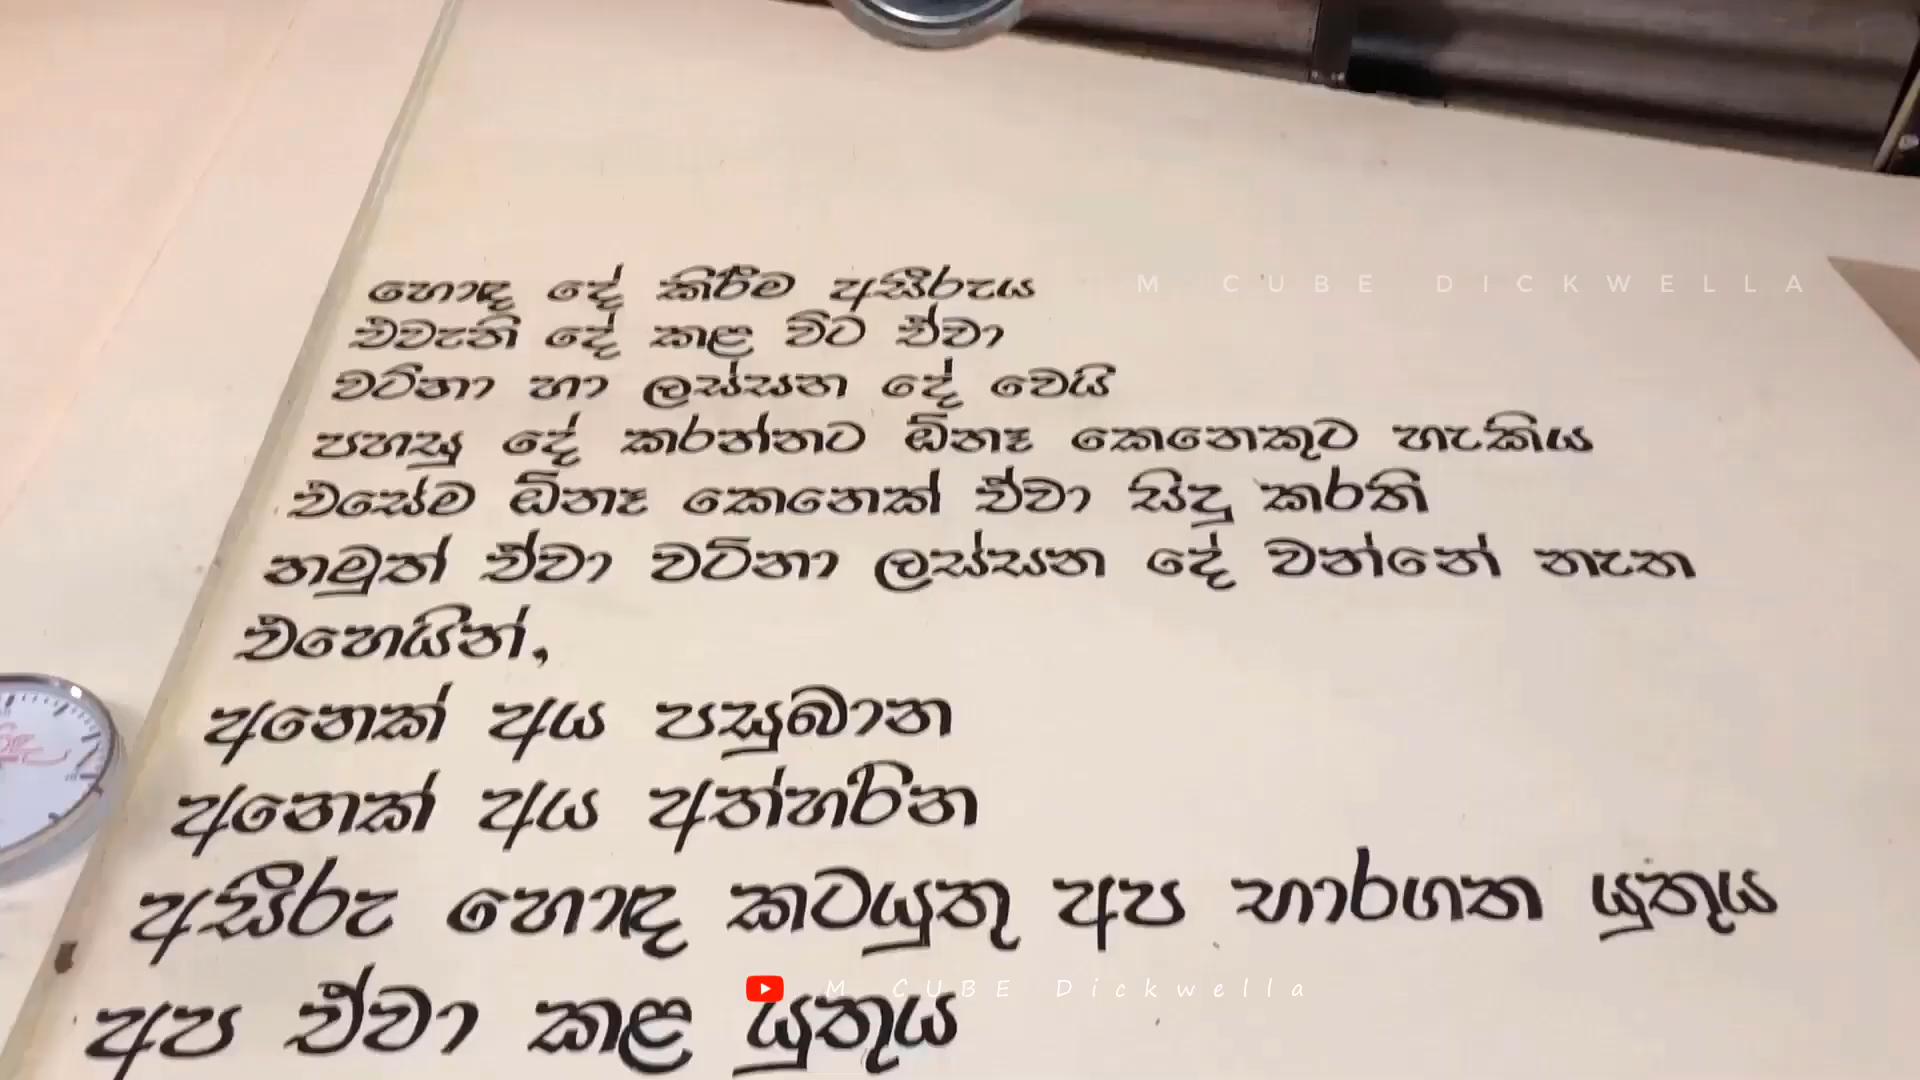 හොඳ දේ කිරීම අසීරුය
M CUBE DICKWELLA
එවැනි දේ කළ විට ඒවා
වටිනා හා ලස්සන දේ වෙයි
පහසු දේ කරන්නට ඕනෑ කෙනෙකුට හැකිය
එසේම ඕනෑ කෙනෙක් ඒවා සිදු කරති
නමුත් ඒවා වටිනා ලස්සන දේ වන්නේ නැත
එහෙයින්,
අනෙක් අය පසුබාන
අනෙක් අය අත්හරින
අසීරු හොඳ කටයුතු අප භාරගත යුතුය
M CUBE Dickwella
අප ඒවා කළ යුතුය